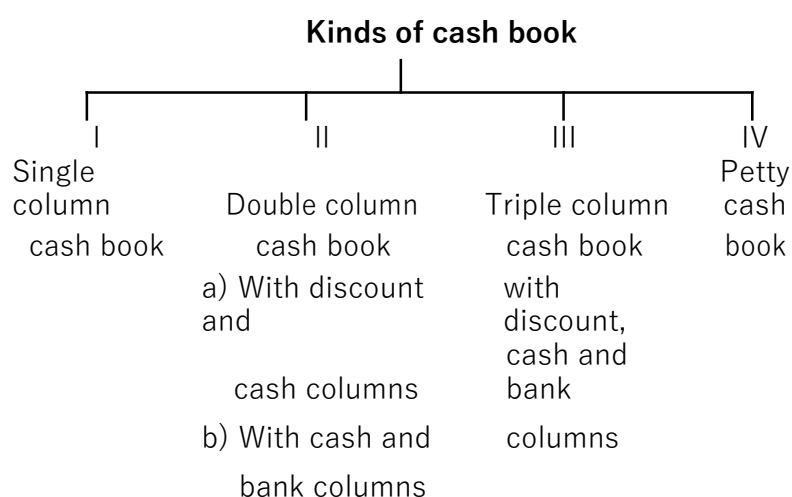 Kinds of cash book
I
Single
column
cash book
II
Double column
cash book
a) With discount
and
cash columns
b) With cash and
bank columns
III
Triple column
cash book
with
discount,
cash and
bank
columns
IV
Petty
cash
book